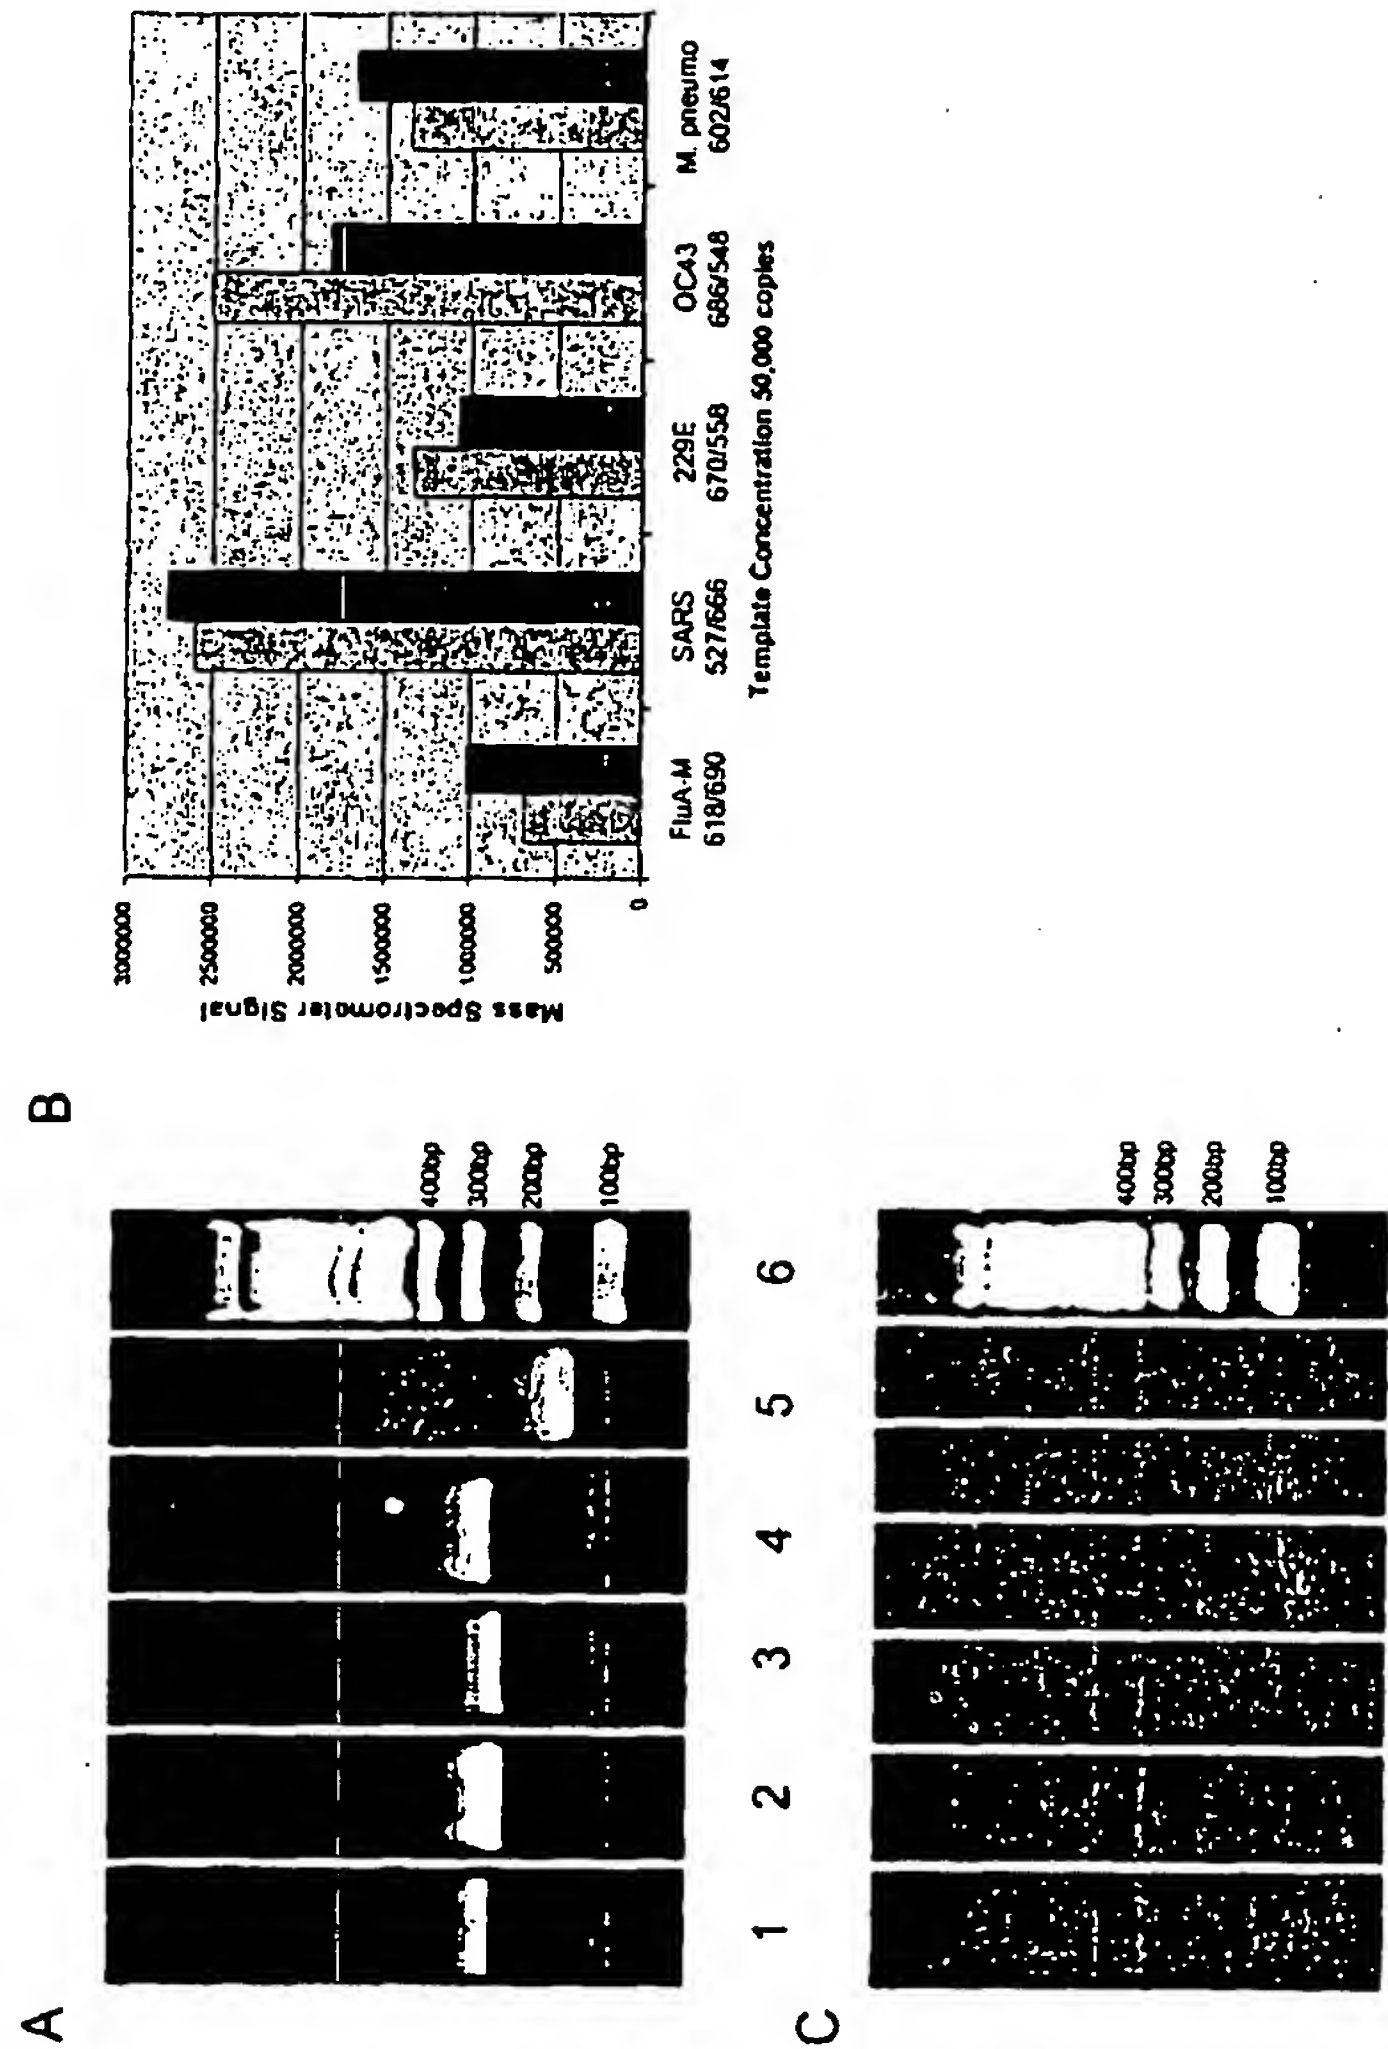 A
400bp
300bp
200bp
100bp
1 2 3 4 5 6
B
Mass Spectrometer Signal
3000000
2500000
2000000
1500000
1000000
500000
0
FluA-M SARS 229E OC43 M. pneumo
618/690 527/666 670/558 686/548 602/614
Template Concentration 50,000 copies
C
400bp
300bp
200bp
100bp